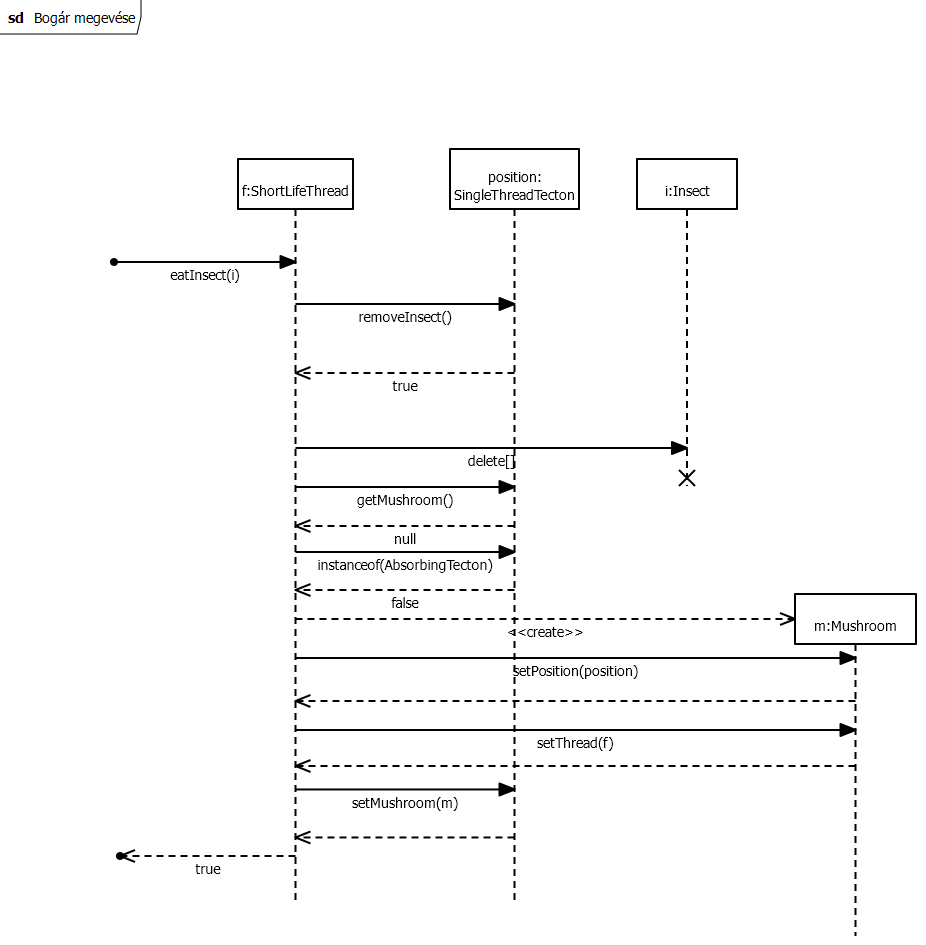 sd Bogár megevése
f:ShortLifeThread
position:
SingleThreadTecton
i:Insect
eatInsect(i)
removeInsect()
true
delete[]
getMushroom()
null
instanceof(AbsorbingTecton)
false
<<create>>
m:Mushroom
setPosition(position)
setThread(f)
setMushroom(m)
true